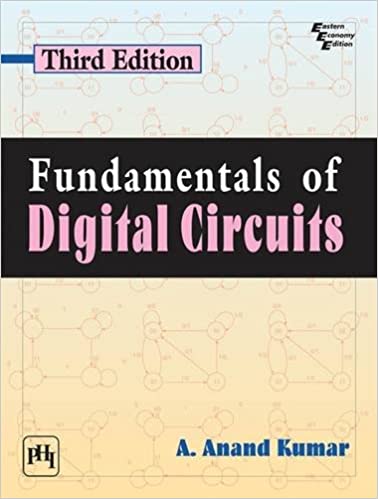 Eastern
Economy
Edition
Third Edition
Fundamentals of
Digital Circuits
A. Anand Kumar
PHI